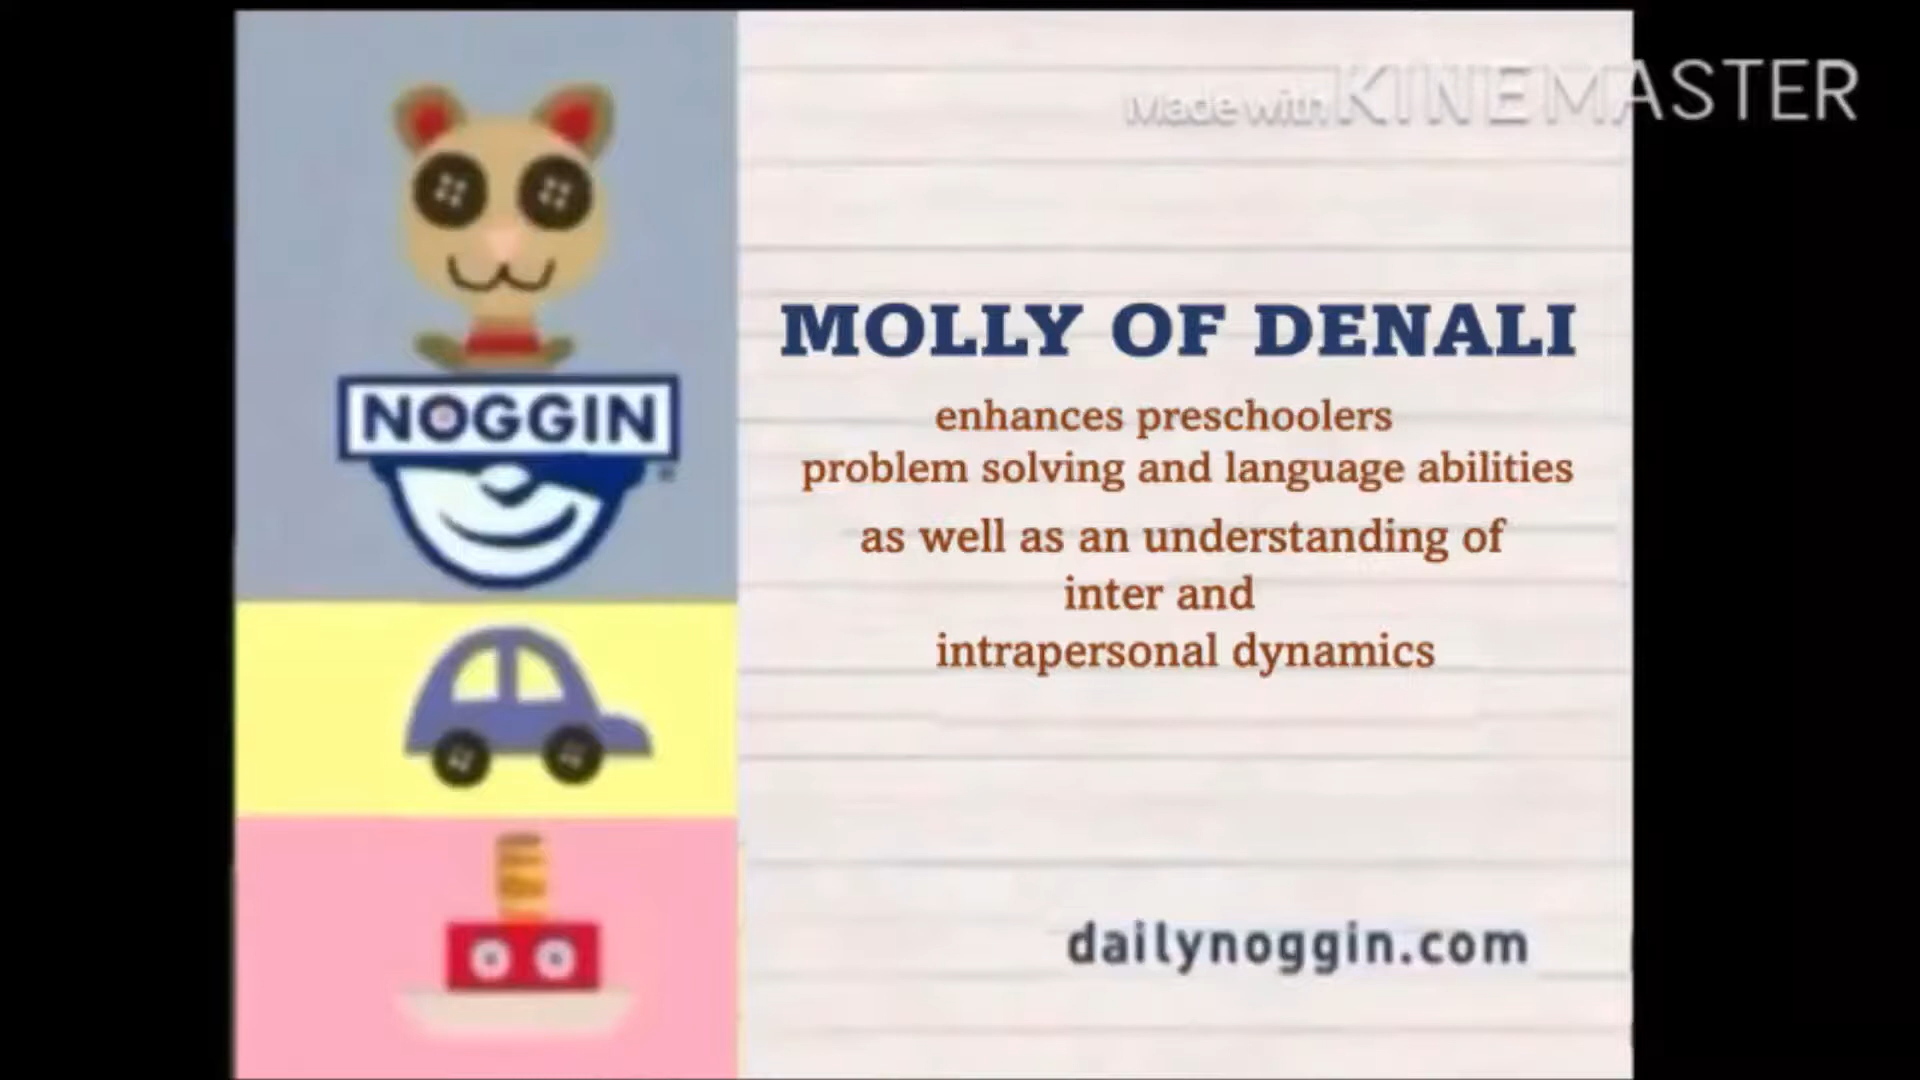 Made with KINEMASTER
NOGGIN
MOLLY OF DENALI
enhances preschoolers
problem solving and language abilities
as well as an understanding of
inter and
intrapersonal dynamics
dailynoggin.com